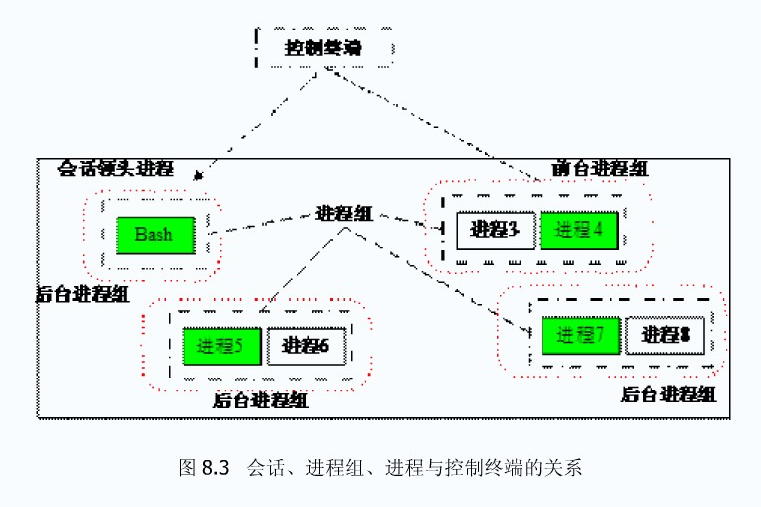 控制终端
会话领头进程
前台进程组
Bash
进程组
进程3
进程4
后台进程组
进程5
进程6
进程7
进程8
后台进程组
后台进程组
图 8.3 会话、进程组、进程与控制终端的关系